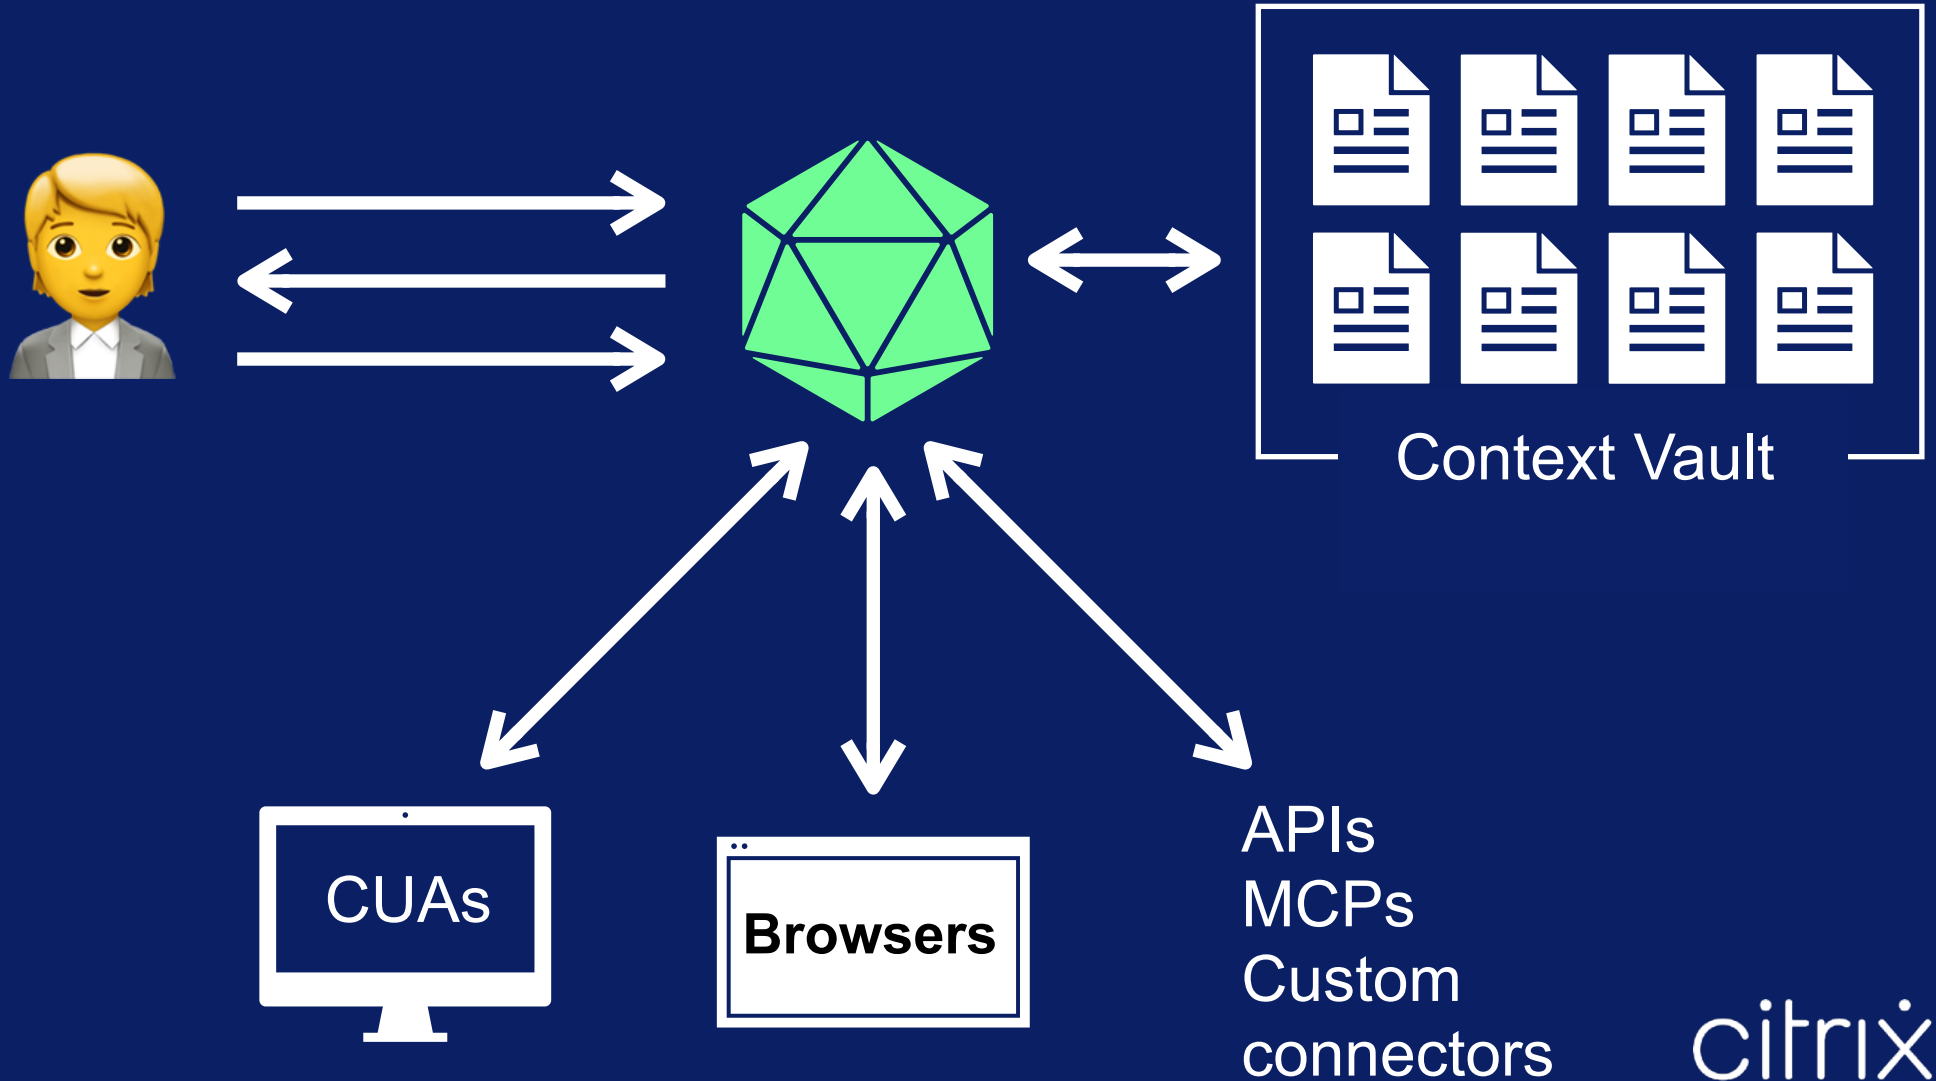 Context Vault
CUAs
Browsers
APIs
MCPs
Custom
connectors
citrix